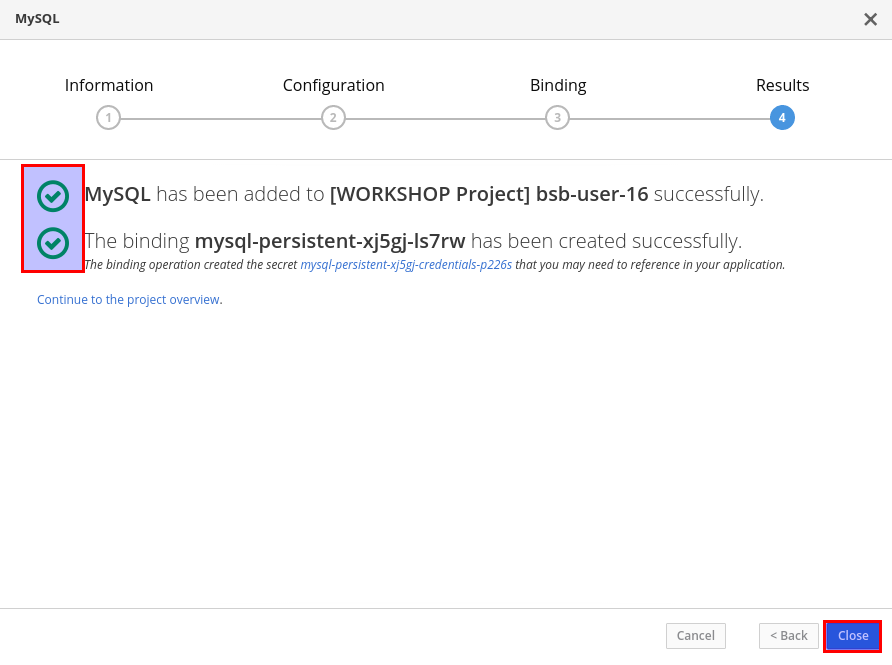 MySQL
Information Configuration Binding Results
1 2 3 4
MySQL has been added to [WORKSHOP Project] bsb-user-16 successfully.
The binding mysql-persistent-xj5gj-ls7rw has been created successfully.
The binding operation created the secret mysql-persistent-xj5gj-credentials-p226s that you may need to reference in your application.
Continue to the project overview.
Cancel < Back Close